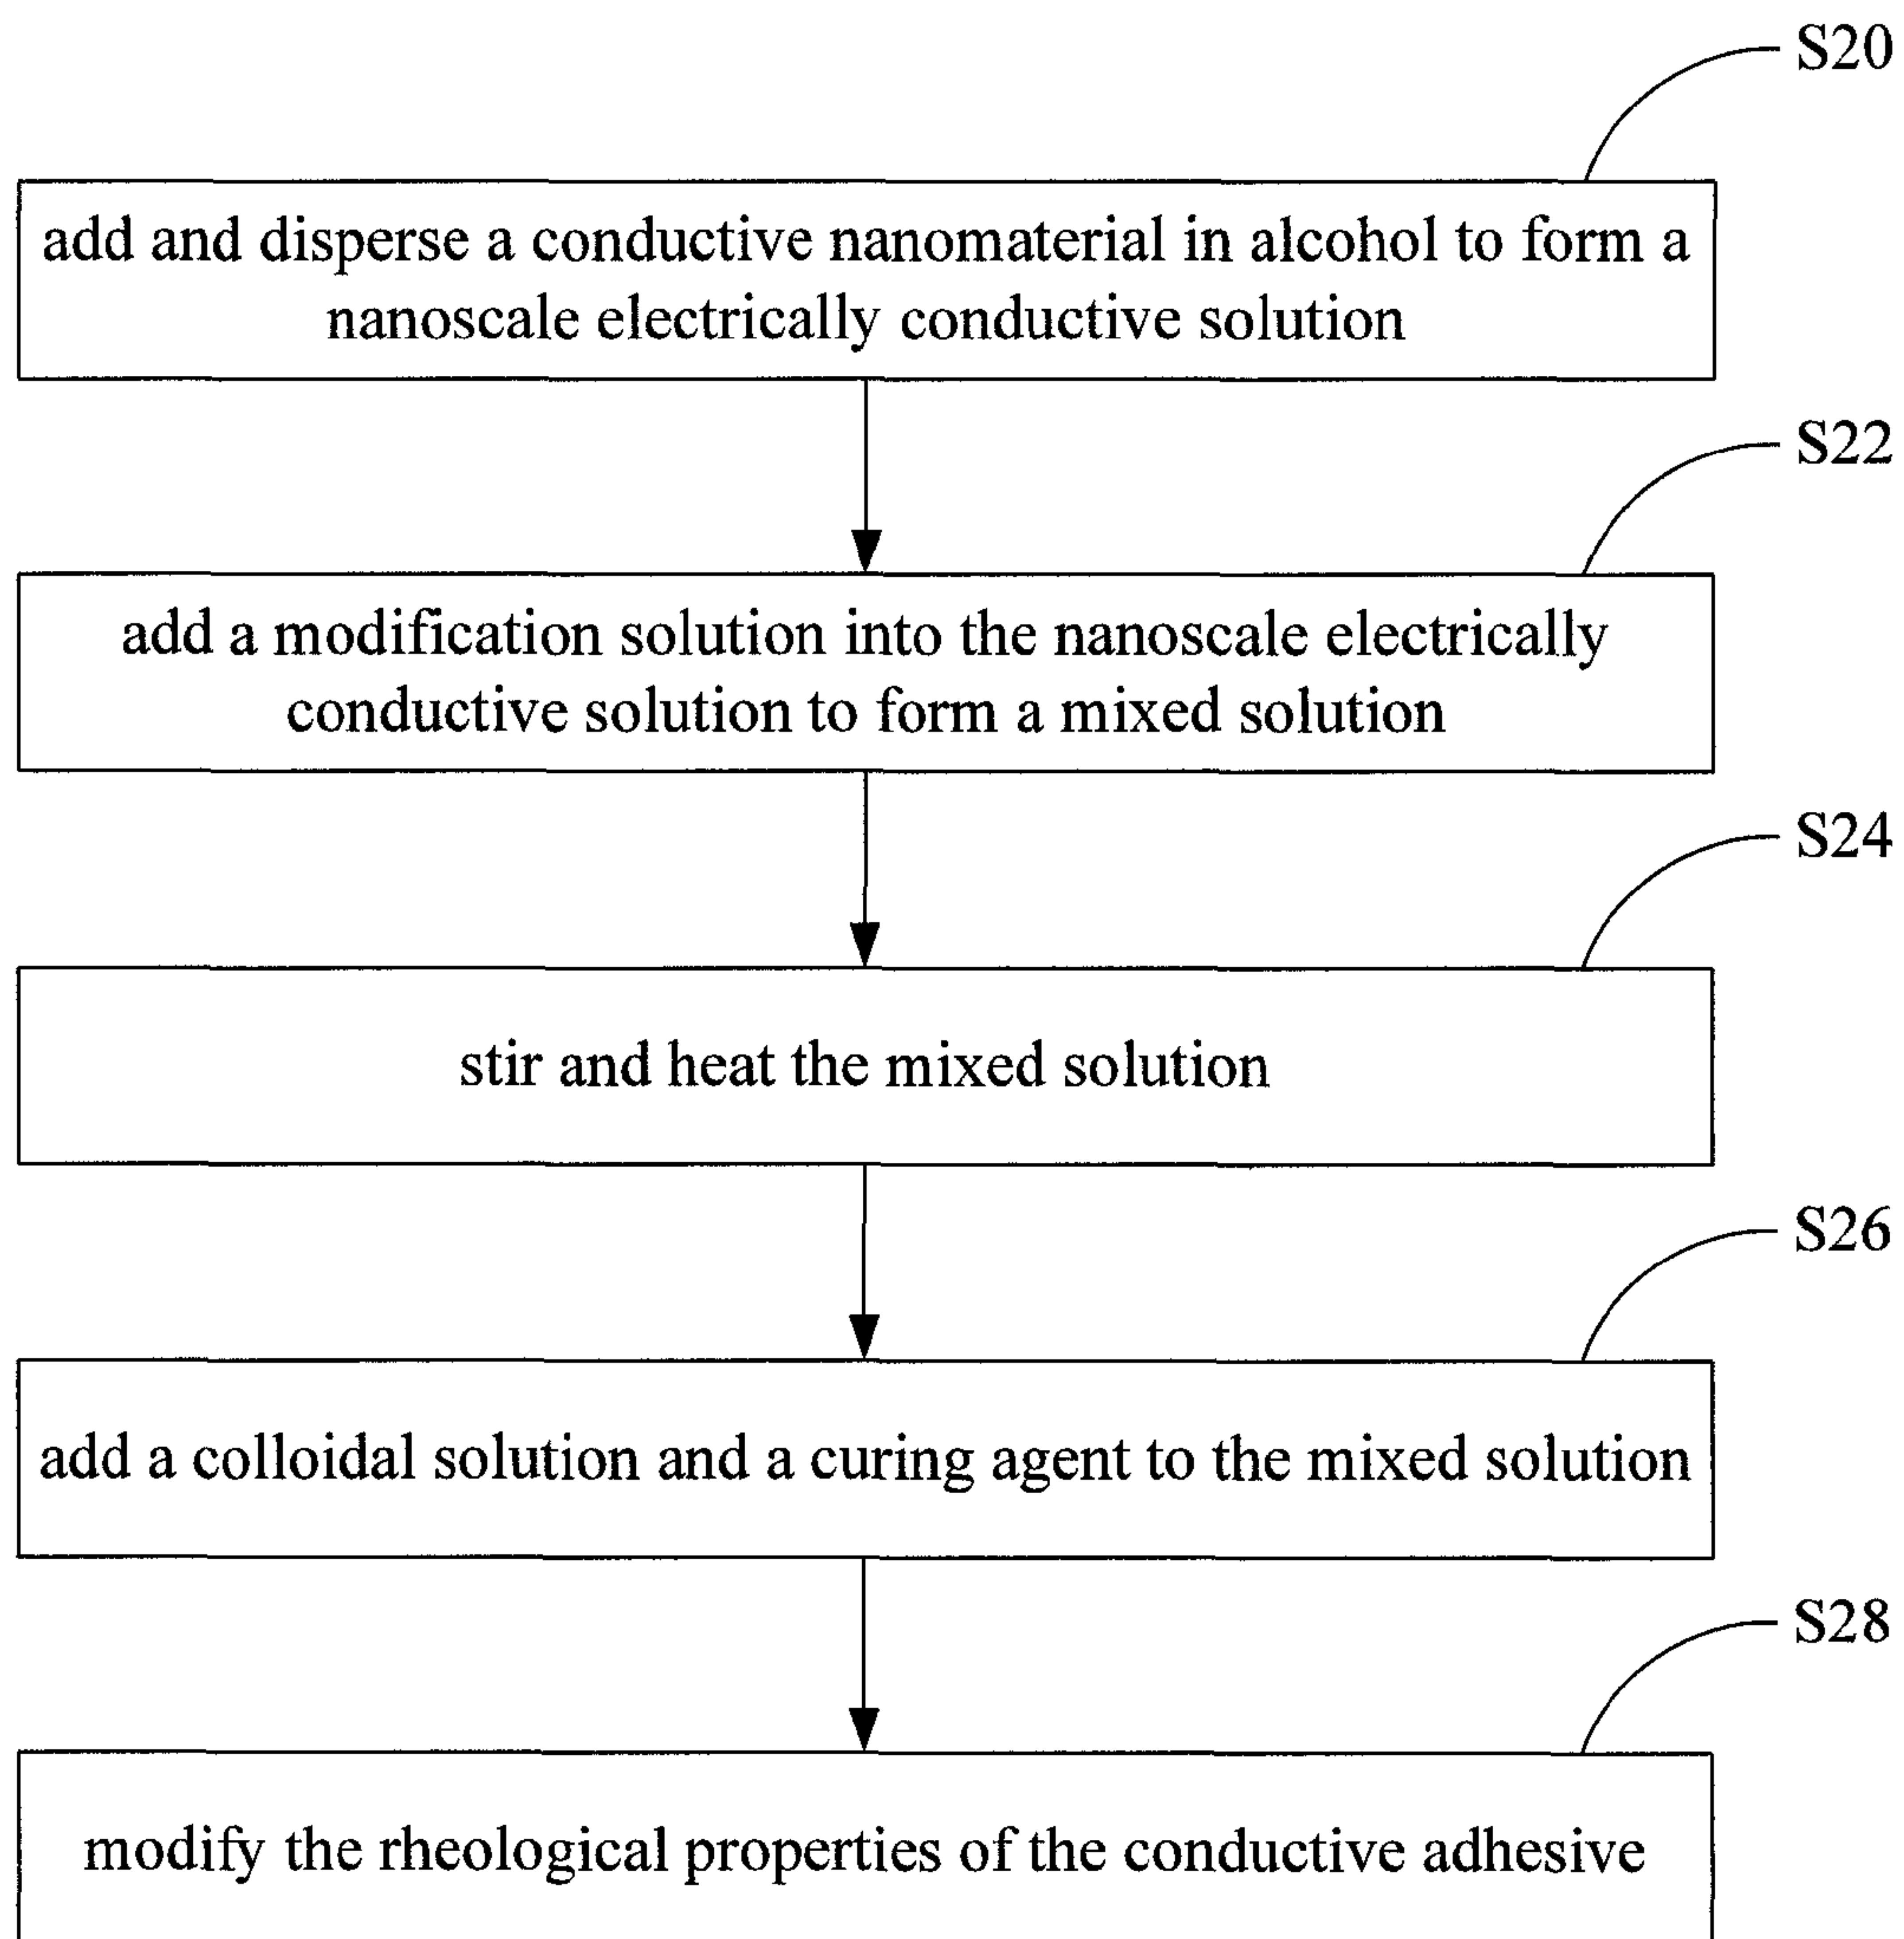 S20
add and disperse a conductive nanomaterial in alcohol to form a
nanoscale electrically conductive solution
S22
add a modification solution into the nanoscale electrically
conductive solution to form a mixed solution
S24
stir and heat the mixed solution
S26
add a colloidal solution and a curing agent to the mixed solution
S28
modify the rheological properties of the conductive adhesive